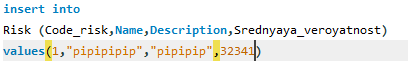 insert into
Risk (Code_risk,Name,Description,Srednyaya_veroyatnost)
values(1,"pipipipip","pipipip",32341)